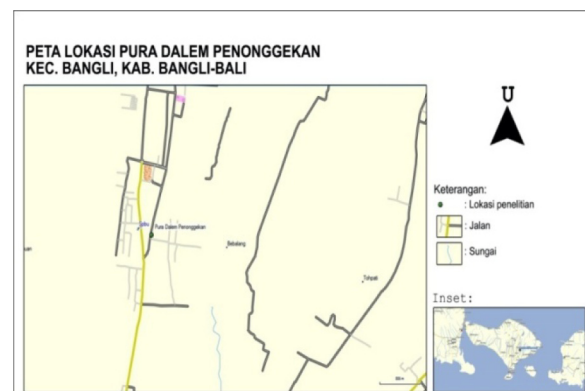 PETA LOKASI PURA DALEM PENONGGEKAN
KEC. BANGLI, KAB. BANGLI-BALI
U
Pura Dalem Penonggekan
Bebalang
Tohpati
Keterangan:
: Lokasi penelitian
: Jalan
: Sungai
Inset: